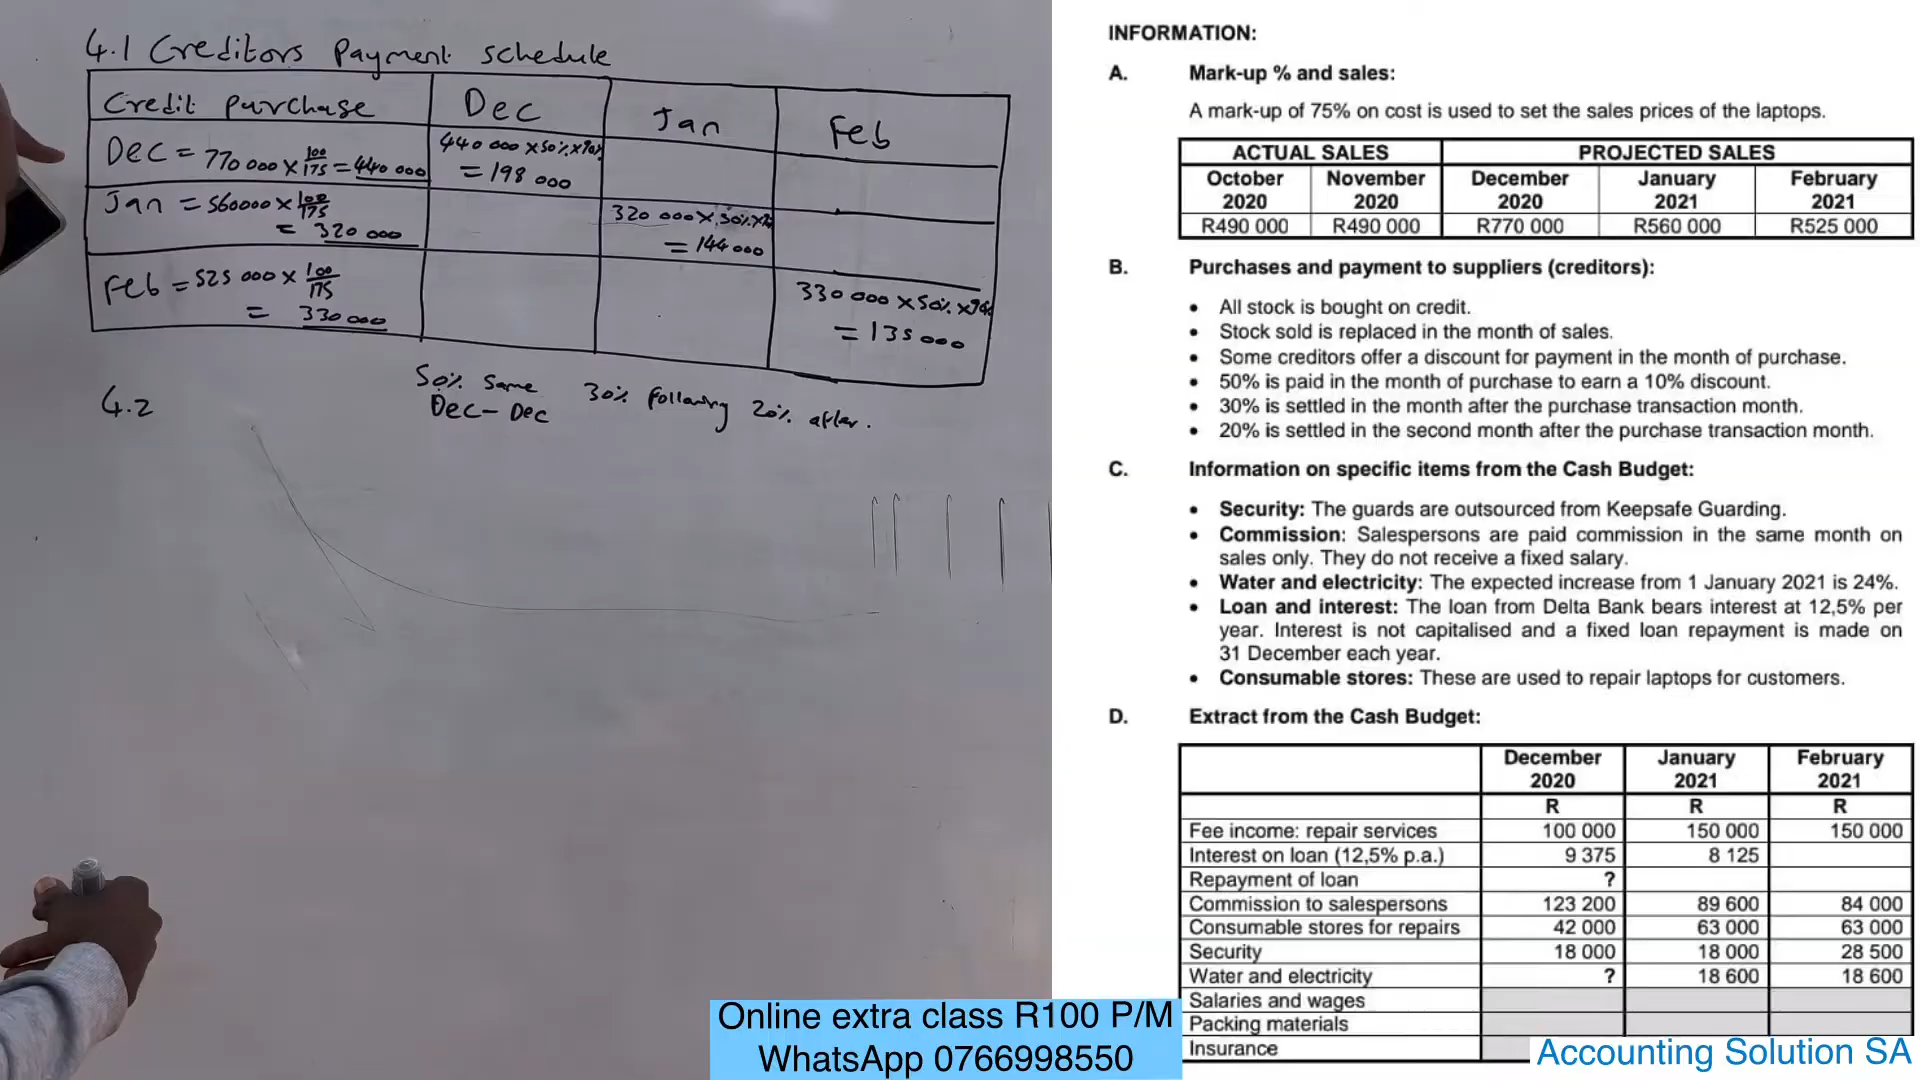 4.1 Creditors Payment schedule
Credit Purchase Dec Jan Feb
Dec = 770 000 × 100/175 = 440 000
440 000 × 50% × 90%
= 198 000
Jan = 560000 × 100/175
= 320 000
320 000 × 50% ×
= 144 000
Feb = 525 000 × 100/175
= 330 000
330 000 × 50% × 90
= 135 000
50% Same
Dec - Dec
30% following 20% after.
4.2
INFORMATION:
A. Mark-up % and sales:
A mark-up of 75% on cost is used to set the sales prices of the laptops.
ACTUAL SALES PROJECTED SALES
October 2020 November 2020 December 2020 January 2021 February 2021
R490 000 R490 000 R770 000 R560 000 R525 000
B. Purchases and payment to suppliers (creditors):
• All stock is bought on credit.
• Stock sold is replaced in the month of sales.
• Some creditors offer a discount for payment in the month of purchase.
• 50% is paid in the month of purchase to earn a 10% discount.
• 30% is settled in the month after the purchase transaction month.
• 20% is settled in the second month after the purchase transaction month.
C. Information on specific items from the Cash Budget:
• Security: The guards are outsourced from Keepsafe Guarding.
• Commission: Salespersons are paid commission in the same month on
sales only. They do not receive a fixed salary.
• Water and electricity: The expected increase from 1 January 2021 is 24%.
• Loan and interest: The loan from Delta Bank bears interest at 12,5% per
year. Interest is not capitalised and a fixed loan repayment is made on
31 December each year.
• Consumable stores: These are used to repair laptops for customers.
D. Extract from the Cash Budget:
December 2020 January 2021 February 2021
R R R
Fee income: repair services 100 000 150 000 150 000
Interest on loan (12,5% p.a.) 9 375 8 125
Repayment of loan ?
Commission to salespersons 123 200 89 600 84 000
Consumable stores for repairs 42 000 63 000 63 000
Security 18 000 18 000 28 500
Water and electricity ? 18 600 18 600
Salaries and wages
Packing materials
Insurance
Online extra class R100 P/M
WhatsApp 0766998550
Accounting Solution SA